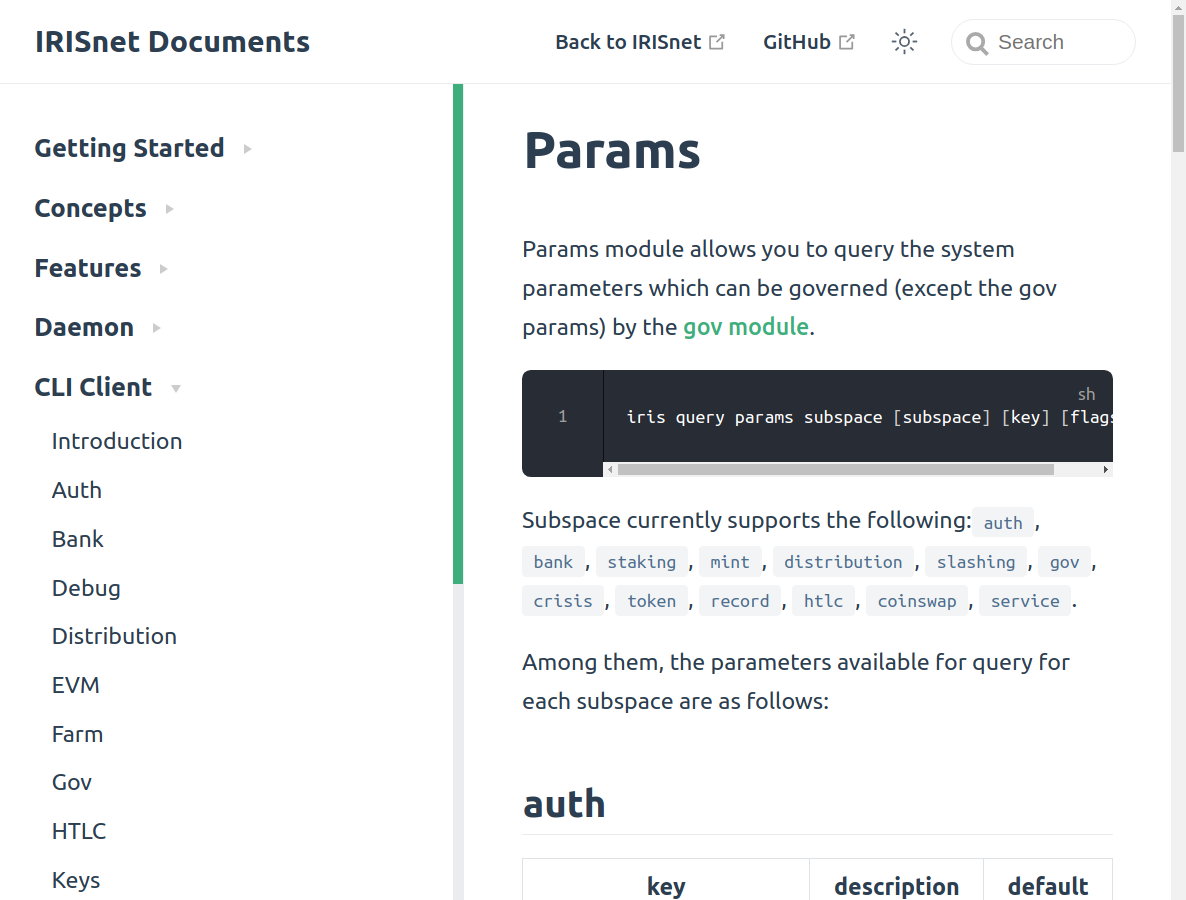 IRISnet Documents
Back to IRISnet
GitHub
Search
Getting Started
Concepts
Features
Daemon
CLI Client
Introduction
Auth
Bank
Debug
Distribution
EVM
Farm
Gov
HTLC
Keys
Params
Params module allows you to query the system
parameters which can be governed (except the gov
params) by the gov module.
sh
1
iris query params subspace [subspace] [key] [flags
Subspace currently supports the following: auth ,
bank , staking , mint , distribution , slashing , gov ,
crisis , token , record , htlc , coinswap , service .
Among them, the parameters available for query for
each subspace are as follows:
auth
key description default